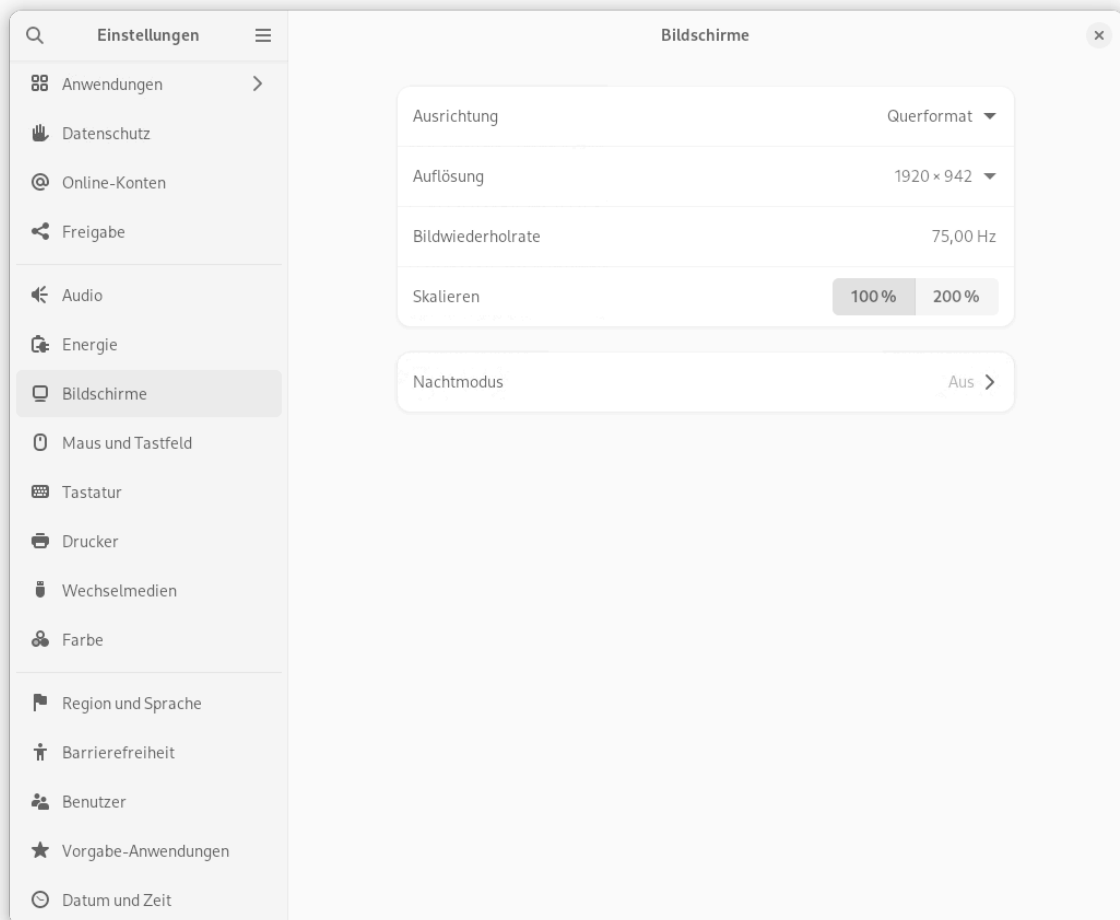 Einstellungen
Bildschirme
Anwendungen
Datenschutz
Online-Konten
Freigabe
Audio
Energie
Bildschirme
Maus und Tastfeld
Tastatur
Drucker
Wechselmedien
Farbe
Region und Sprache
Barrierefreiheit
Benutzer
Vorgabe-Anwendungen
Datum und Zeit
Ausrichtung Querformat
Auflösung 1920 × 942
Bildwiederholrate 75,00 Hz
Skalieren 100 % 200 %
Nachtmodus Aus